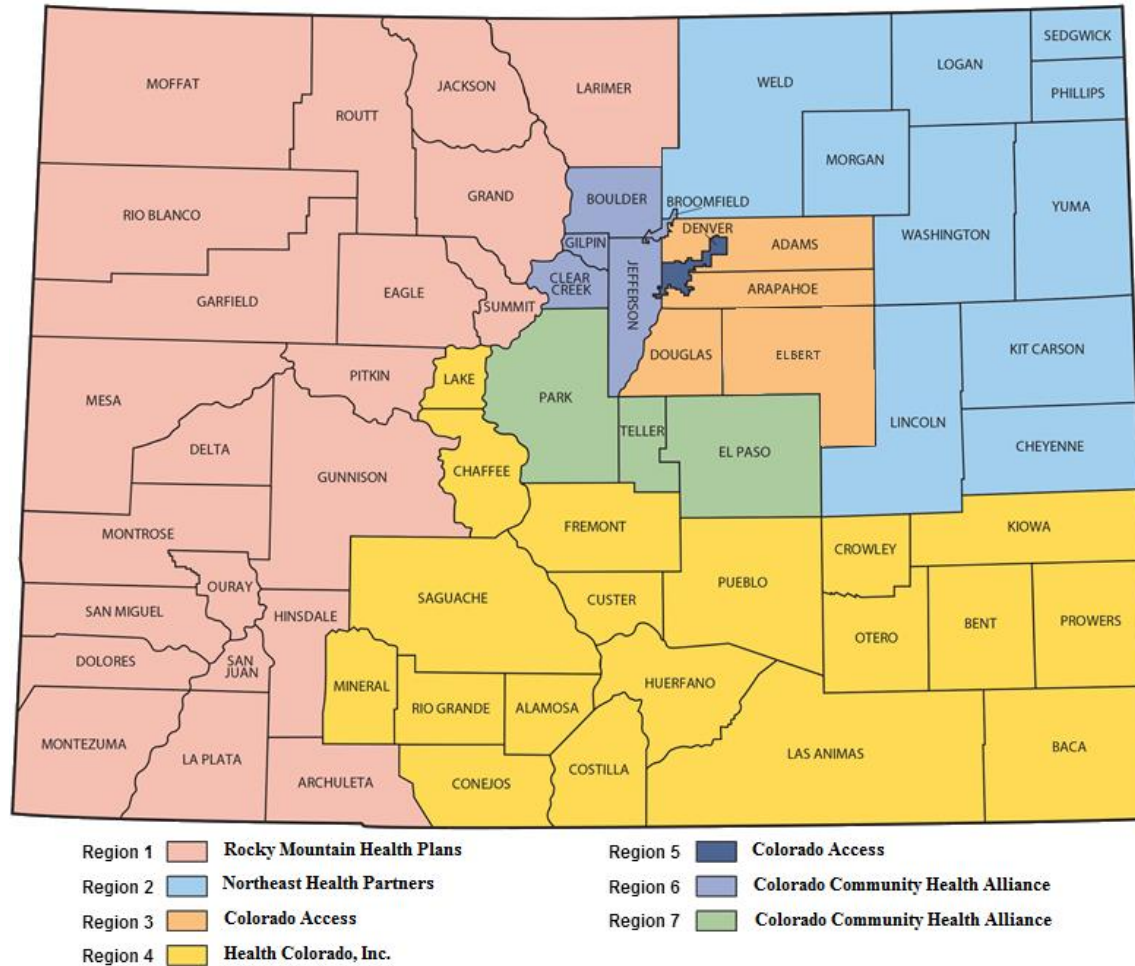 SEDGWICK
LOGAN
WELD
JACKSON
LARIMER
MOFFAT
PHILLIPS
ROUTT
MORGAN
GRAND
BOULDER
BROOMFIELD
YUMA
RIO BLANCO
DENVER
WASHINGTON
GILPIN
ADAMS
CLEAR
CREEK
JEFFERSON
ARAPAHOE
EAGLE
GARFIELD
SUMMIT
KIT CARSON
DOUGLAS
ELBERT
PITKIN
LAKE
MESA
PARK
LINCOLN
TELLER
CHEYENNE
DELTA
EL PASO
CHAFFEE
GUNNISON
FREMONT
KIOWA
MONTROSE
CROWLEY
PUEBLO
OURAY
SAGUACHE
CUSTER
SAN MIGUEL
HINSDALE
PROWERS
BENT
OTERO
DOLORES
SAN
JUAN
MINERAL
HUERFANO
RIO GRANDE
ALAMOSA
MONTEZUMA
BACA
LAS ANIMAS
LA PLATA
COSTILLA
ARCHULETA
CONEJOS
Region 1 Rocky Mountain Health Plans
Region 2 Northeast Health Partners
Region 3 Colorado Access
Region 4 Health Colorado, Inc.
Region 5 Colorado Access
Region 6 Colorado Community Health Alliance
Region 7 Colorado Community Health Alliance